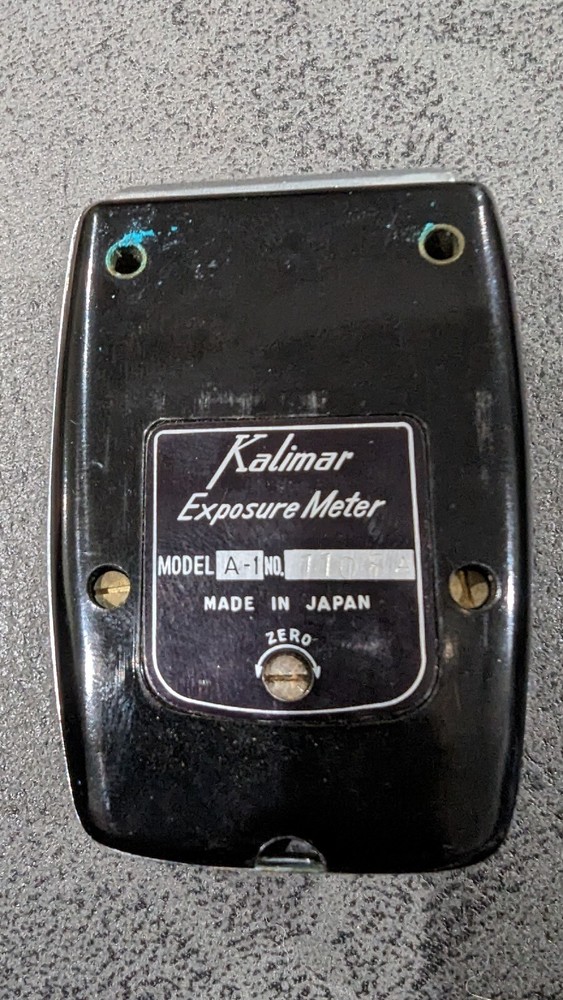 Kalimar
Exposure Meter
MODEL A-1 NO.
MADE IN JAPAN
ZERO